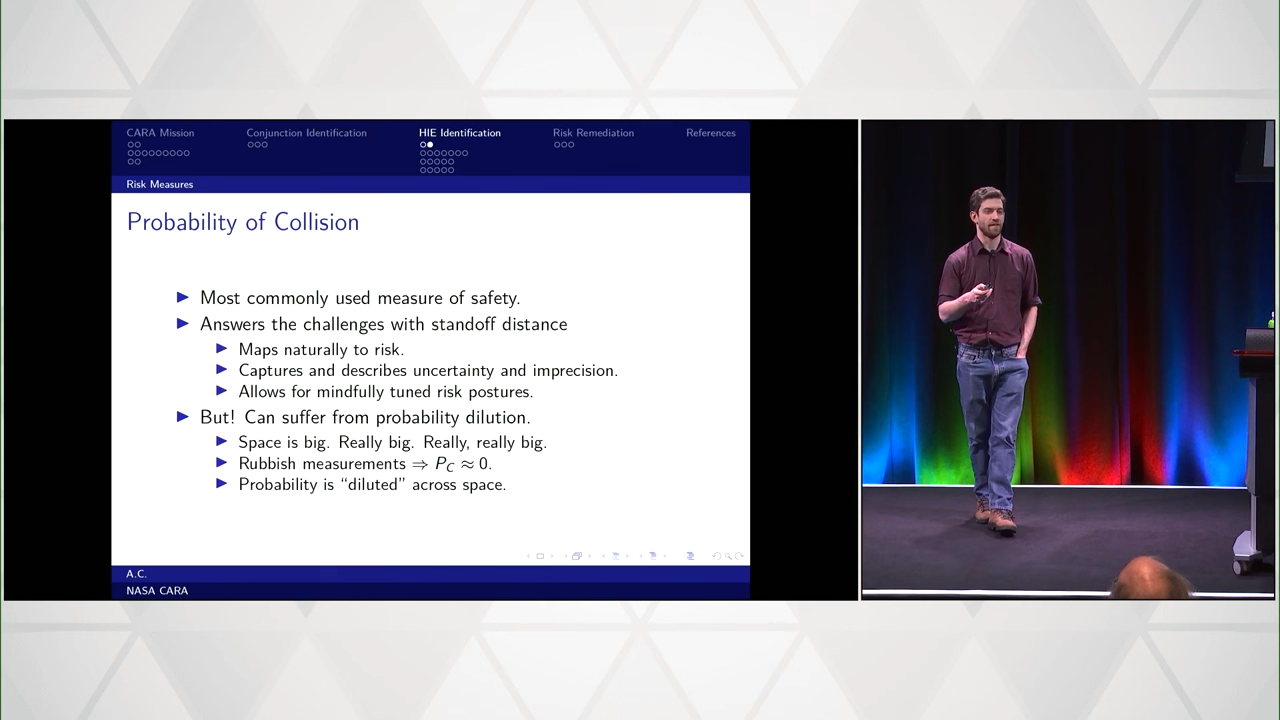 CARA Mission
Conjunction Identification
HIE Identification
Risk Remediation
References
Risk Measures
Probability of Collision
Most commonly used measure of safety.
Answers the challenges with standoff distance
Maps naturally to risk.
Captures and describes uncertainty and imprecision.
Allows for mindfully tuned risk postures.
But! Can suffer from probability dilution.
Space is big. Really big. Really, really big.
Rubbish measurements ⇒ P_C ≈ 0.
Probability is “diluted” across space.
A.C.
NASA CARA